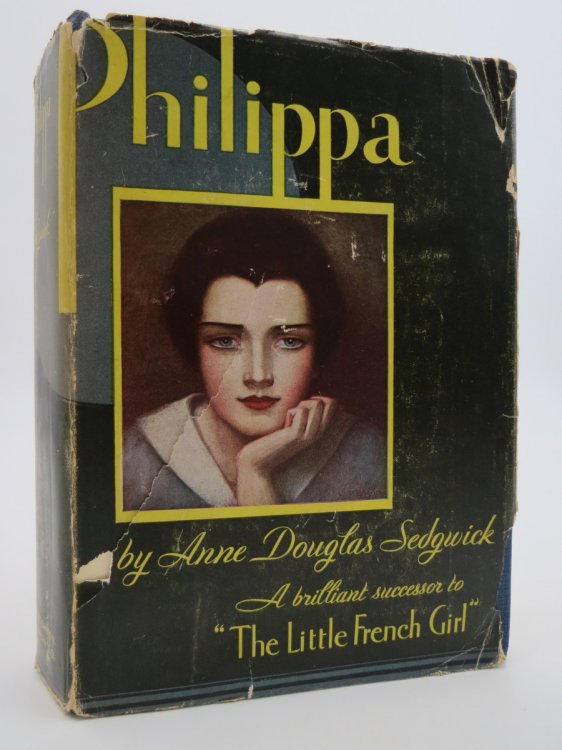 Philippa
by Anne Douglas Sedgwick
A brilliant successor to
"The Little French Girl"